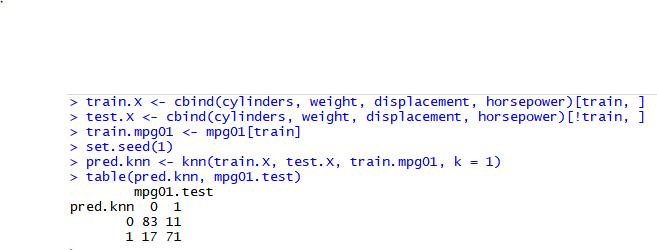 > train.X <- cbind(cylinders, weight, displacement, horsepower)[train, ]
> test.X <- cbind(cylinders, weight, displacement, horsepower)[!train, ]
> train.mpg01 <- mpg01[train]
> set.seed(1)
> pred.knn <- knn(train.X, test.X, train.mpg01, k = 1)
> table(pred.knn, mpg01.test)
        mpg01.test
pred.knn  0  1
       0 83 11
       1 17 71